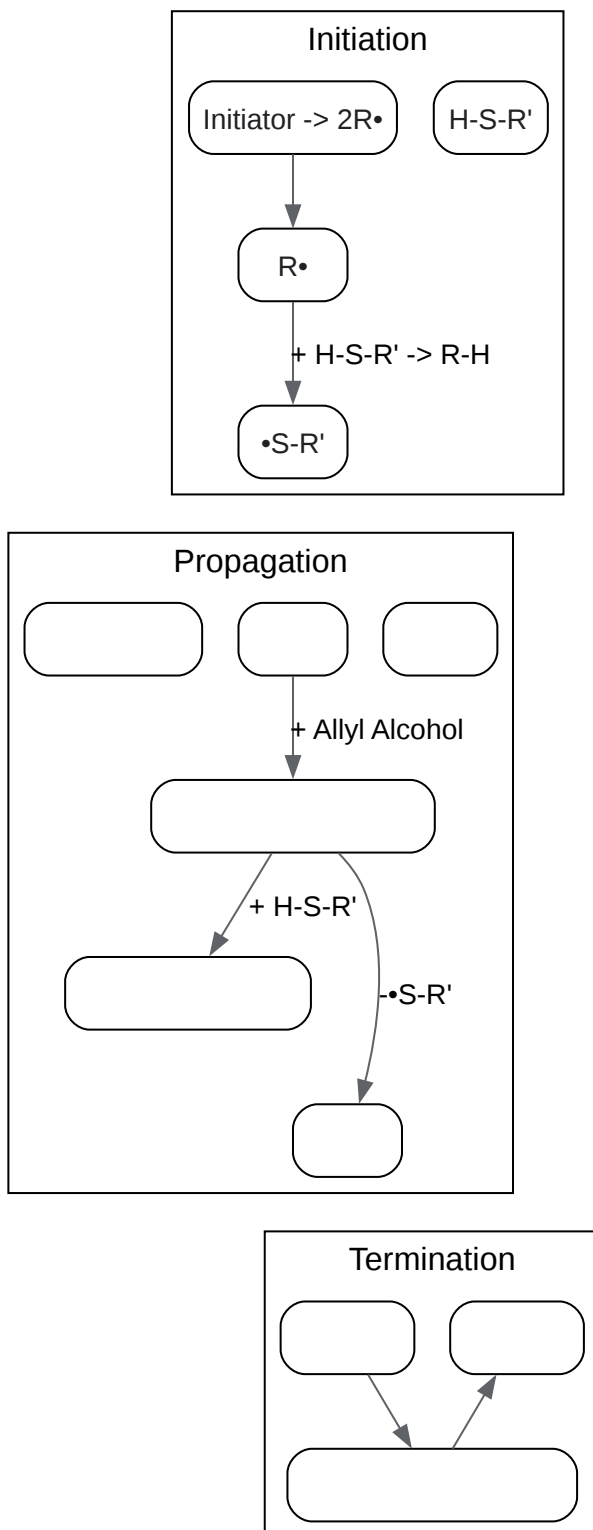 Initiation
Initiator -> 2R•
H-S-R'
R•
+ H-S-R' -> R-H
•S-R'
Propagation
+ Allyl Alcohol
+ H-S-R'
-•S-R'
Termination